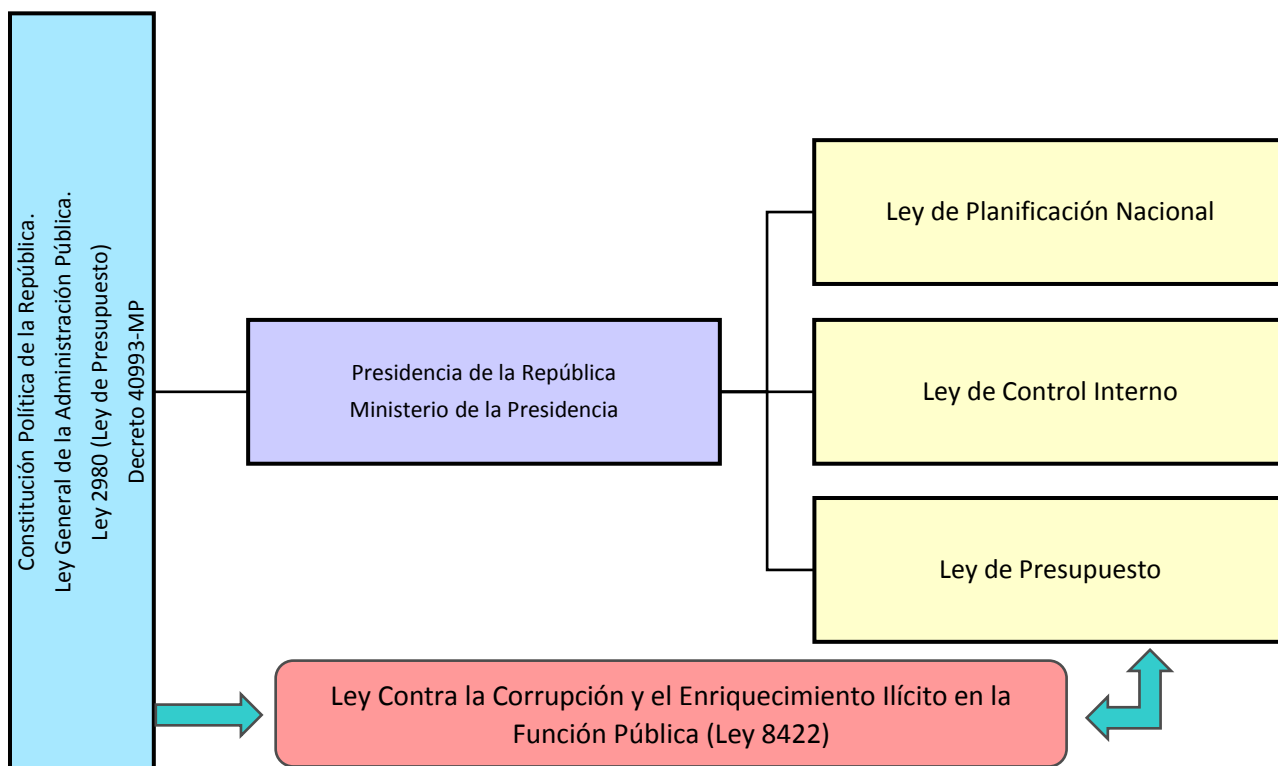 Constitución Política de la República.
Ley General de la Administración Pública.
Ley 2980 (Ley de Presupuesto)
Decreto 40993-MP
Presidencia de la República
Ministerio de la Presidencia
Ley de Planificación Nacional
Ley de Control Interno
Ley de Presupuesto
Ley Contra la Corrupción y el Enriquecimiento Ilícito en la
Función Pública (Ley 8422)